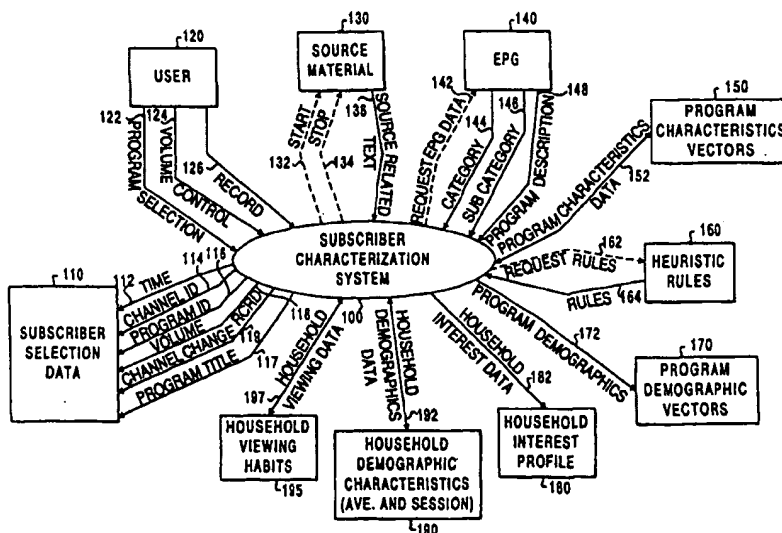 120
USER
130
SOURCE
MATERIAL
140
EPG
150
PROGRAM
CHARACTERISTICS
VECTORS
122
PROGRAM SELECTION
124
VOLUME CONTROL
126
RECORD
START
132
STOP
134
138
SOURCE RELATED
TEXT
142
REQUEST EPG DATA
144
CATEGORY
146
SUB CATEGORY
148
PROGRAM DESCRIPTION
PROGRAM CHARACTERISTICS
DATA
152
SUBSCRIBER
CHARACTERIZATION
SYSTEM
100
162
REQUEST RULES
160
HEURISTIC
RULES
RULES
164
110
SUBSCRIBER
SELECTION
DATA
112
TIME
114
CHANNEL ID
116
PROGRAM ID
VOLUME
118
CHANNEL CHANGE RCRID
119
PROGRAM TITLE
117
197
HOUSEHOLD
VIEWING DATA
HOUSEHOLD
DEMOGRAPHICS
DATA
192
HOUSEHOLD
INTEREST DATA
182
PROGRAM DEMOGRAPHICS
172
170
PROGRAM
DEMOGRAPHIC
VECTORS
HOUSEHOLD
VIEWING
HABITS
195
HOUSEHOLD
DEMOGRAPHIC
CHARACTERISTICS
(AVE. AND SESSION)
190
HOUSEHOLD
INTEREST
PROFILE
180